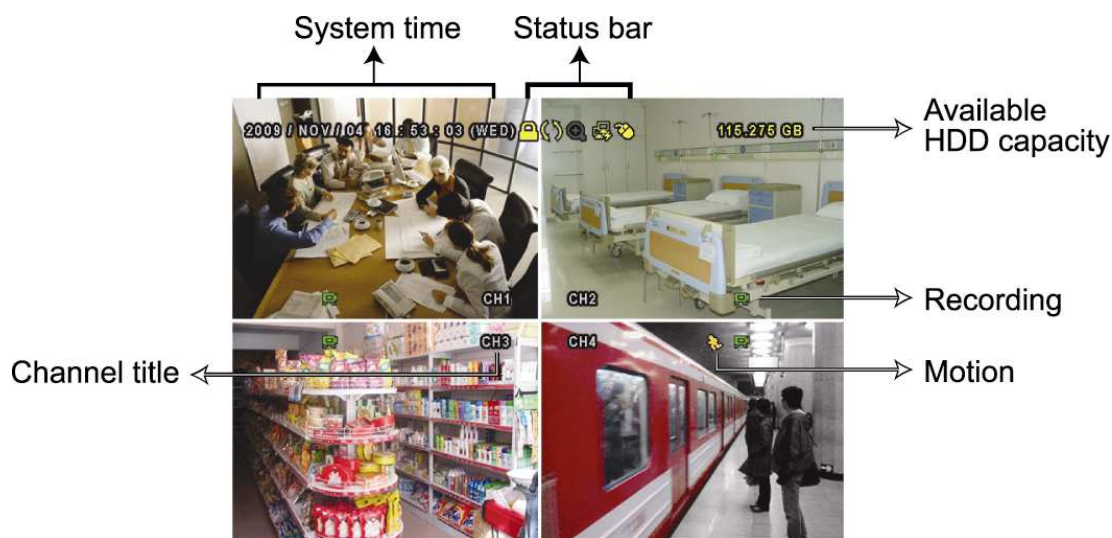 System time
Status bar
2009 / NOV / 04 16 : 53 : 03 (WED)
115.275 GB
Available
HDD capacity
CH1
CH2
Recording
CH3
CH4
Channel title
Motion